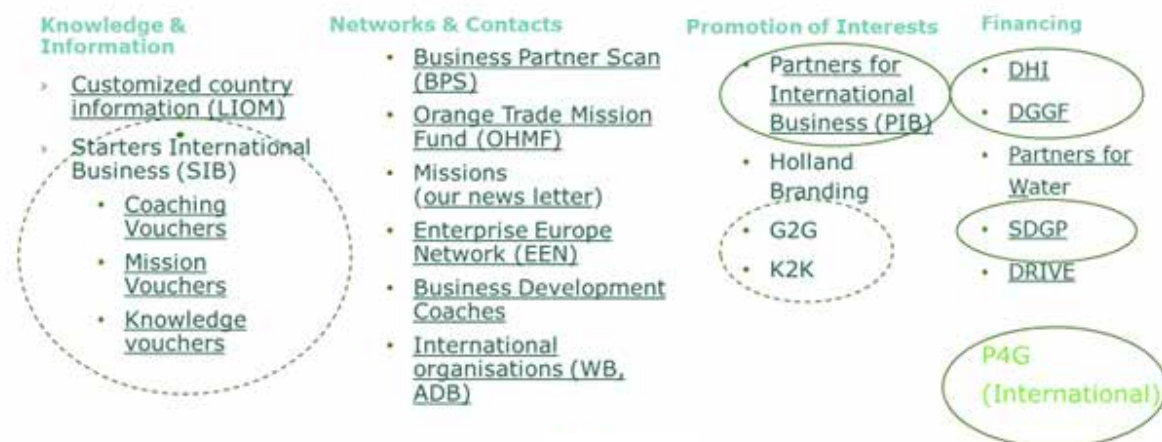 Knowledge &
Information
Customized country
information (LIOM)
Starters International
Business (SIB)
Coaching
Vouchers
Mission
Vouchers
Knowledge
vouchers
Networks & Contacts
Business Partner Scan
(BPS)
Orange Trade Mission
Fund (OHMF)
Missions
(our news letter)
Enterprise Europe
Network (EEN)
Business Development
Coaches
International
organisations (WB,
ADB)
Promotion of Interests
Partners for
International
Business (PIB)
Holland
Branding
G2G
K2K
Financing
DHI
DGGF
Partners for
Water
SDGP
DRIVE
P4G
(International)